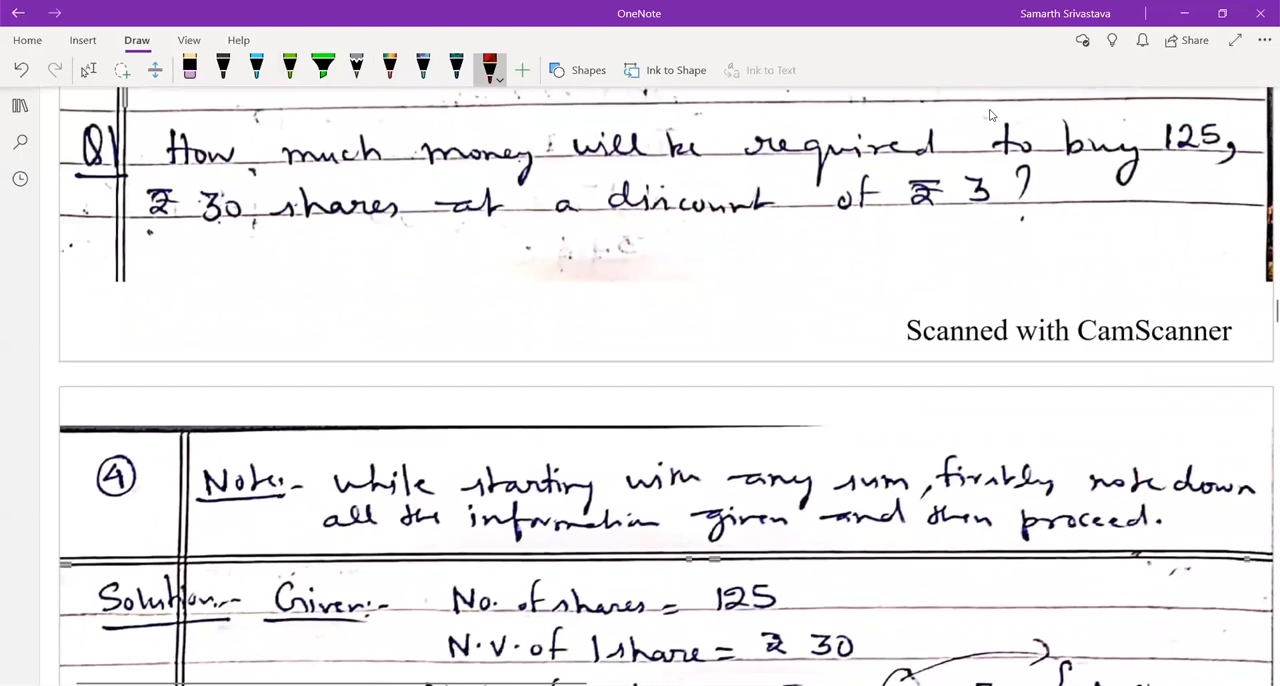 OneNote
Samarth Srivastava
Home Insert Draw View Help
Share
Shapes Ink to Shape Ink to Text
Q1 How much money will be required to buy 125,
₹ 30 shares at a discount of ₹ 3 ?
Scanned with CamScanner
4 Note:- While starting with any sum, firstly note down
all the information given and then proceed.
Solution:- Given:- No. of shares = 125
N.V. of 1 share = ₹ 30